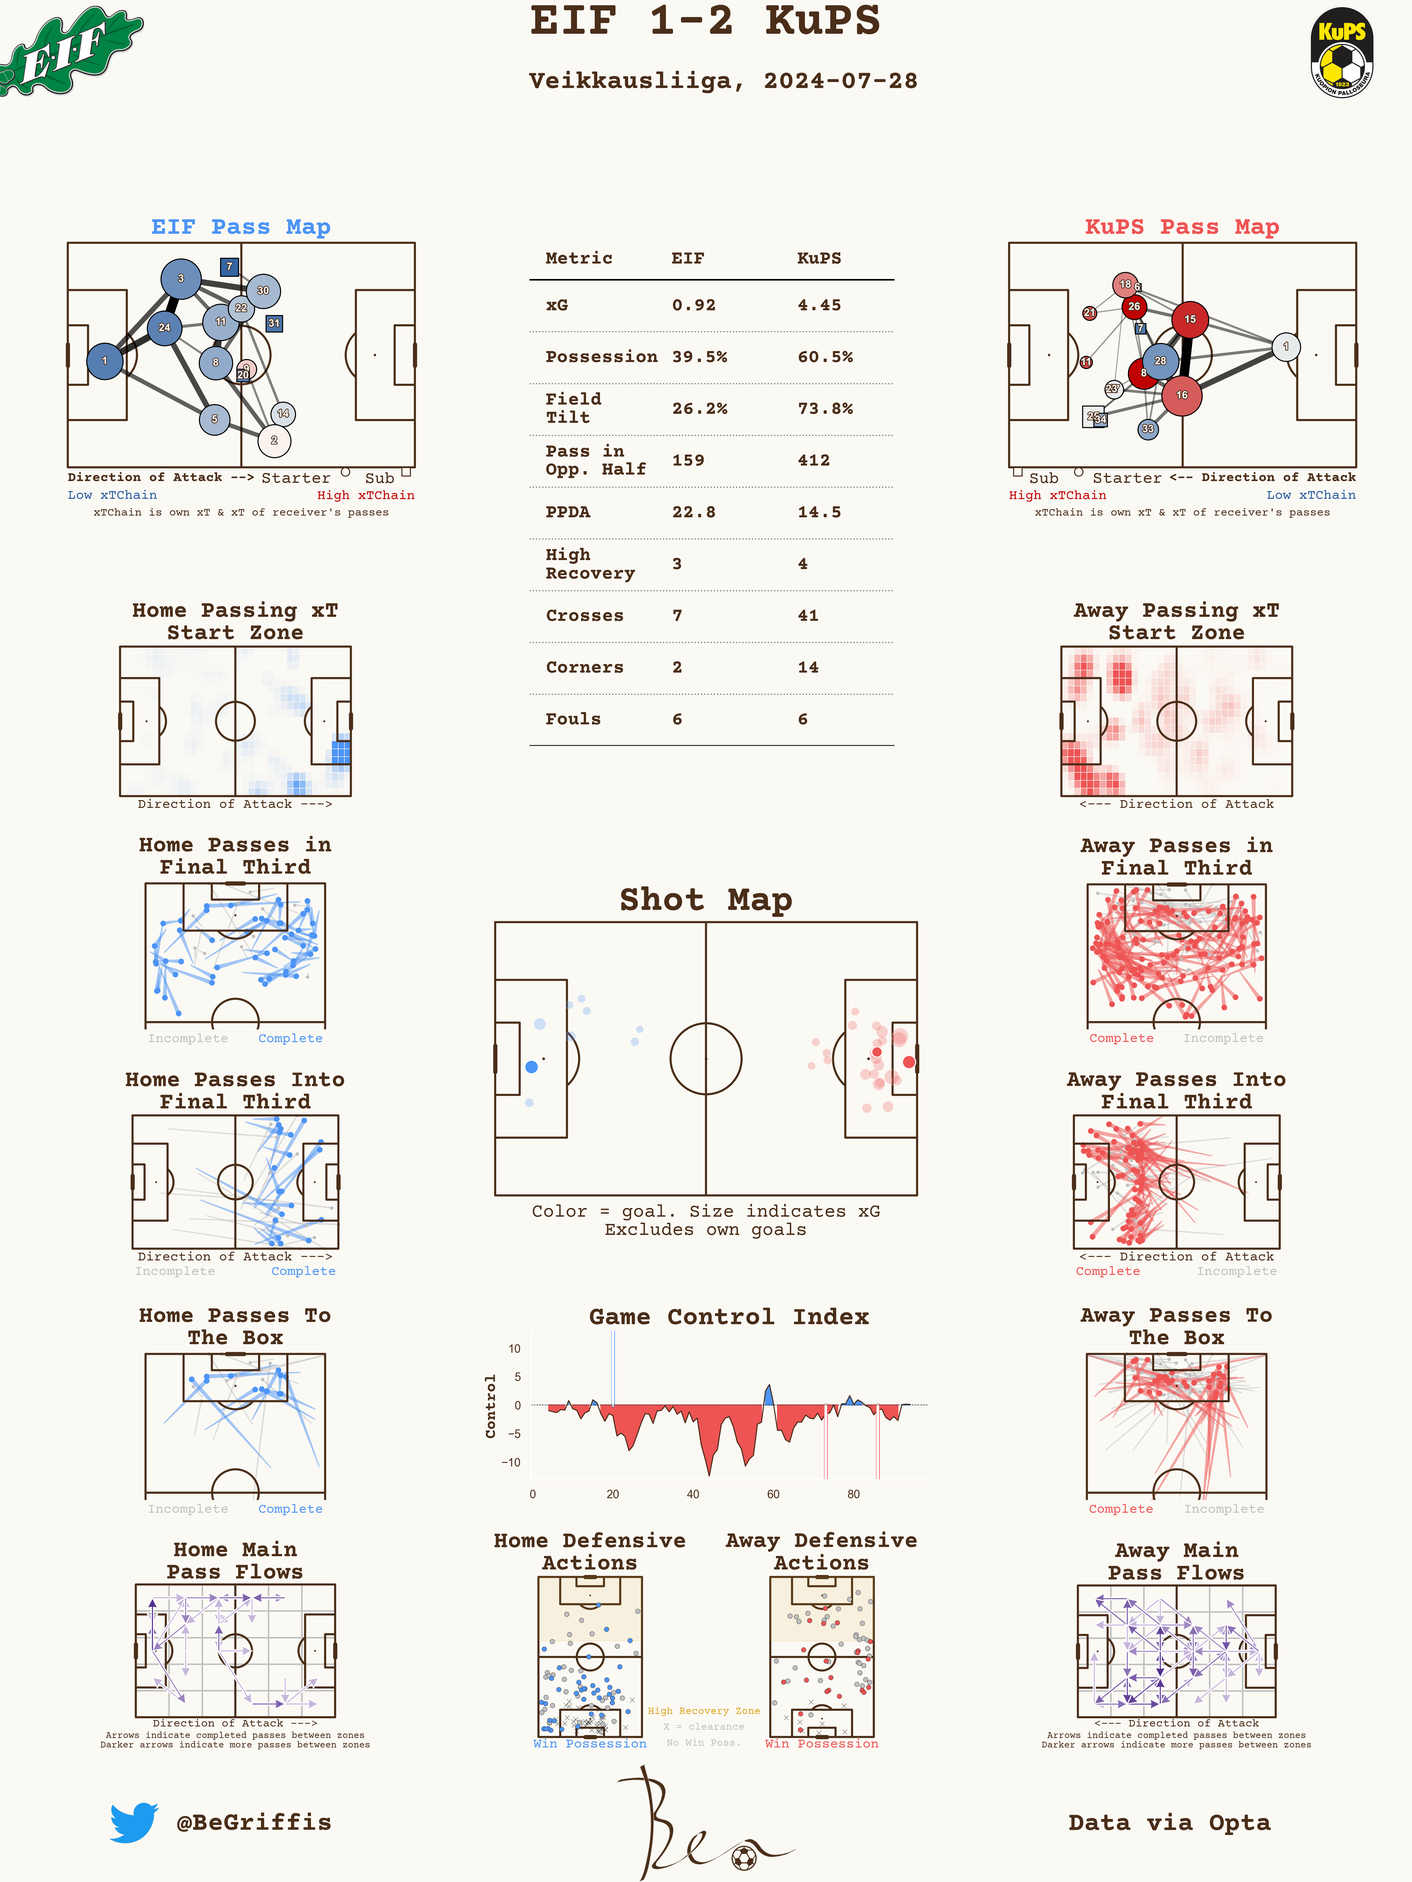 EIF 1-2 KuPS
Veikkausliiga, 2024-07-28
E·I·F
KuPS
1923
KUOPION PALLOSEURA
EIF Pass Map
3
7
30
22
11
31
24
1
8
9
20
5
14
2
Direction of Attack --> Starter Sub
Low xTChain High xTChain
xTChain is own xT & xT of receiver's passes
Metric EIF KuPS
xG 0.92 4.45
Possession 39.5% 60.5%
Field
Tilt 26.2% 73.8%
Pass in
Opp. Half 159 412
PPDA 22.8 14.5
High
Recovery 3 4
Crosses 7 41
Corners 2 14
Fouls 6 6
KuPS Pass Map
18
6
26
21
15
7
1
28
11
8
23
16
25
34
33
Sub Starter <-- Direction of Attack
High xTChain Low xTChain
xTChain is own xT & xT of receiver's passes
Home Passing xT
Start Zone
Direction of Attack --->
Away Passing xT
Start Zone
<--- Direction of Attack
Home Passes in
Final Third
Incomplete Complete
Away Passes in
Final Third
Complete Incomplete
Shot Map
Color = goal. Size indicates xG
Excludes own goals
Home Passes Into
Final Third
Direction of Attack --->
Incomplete Complete
Away Passes Into
Final Third
<--- Direction of Attack
Complete Incomplete
Home Passes To
The Box
Incomplete Complete
Game Control Index
Control
10
5
0
−5
−10
0 20 40 60 80
Away Passes To
The Box
Complete Incomplete
Home Main
Pass Flows
Direction of Attack --->
Arrows indicate completed passes between zones
Darker arrows indicate more passes between zones
Home Defensive
Actions
Win Possession
Away Defensive
Actions
Win Possession
High Recovery Zone
X = clearance
No Win Poss.
Away Main
Pass Flows
<--- Direction of Attack
Arrows indicate completed passes between zones
Darker arrows indicate more passes between zones
@BeGriffis
Ben
Data via Opta